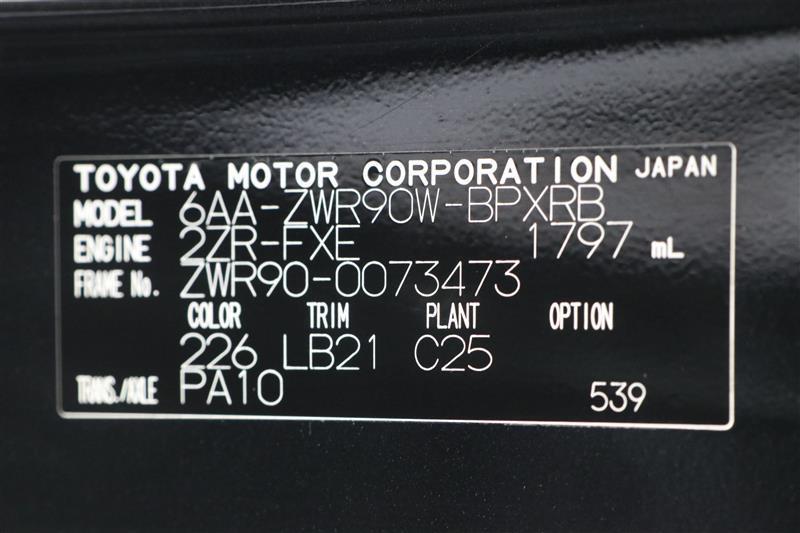 TOYOTA MOTOR CORPORATION JAPAN
MODEL 6AA-ZWR90W-BPXRB
ENGINE 2ZR-FXE 1797 mL
FRAME No. ZWR90-0073473
COLOR TRIM PLANT OPTION
226 LB21 C25
TRANS./AXLE PA10 539